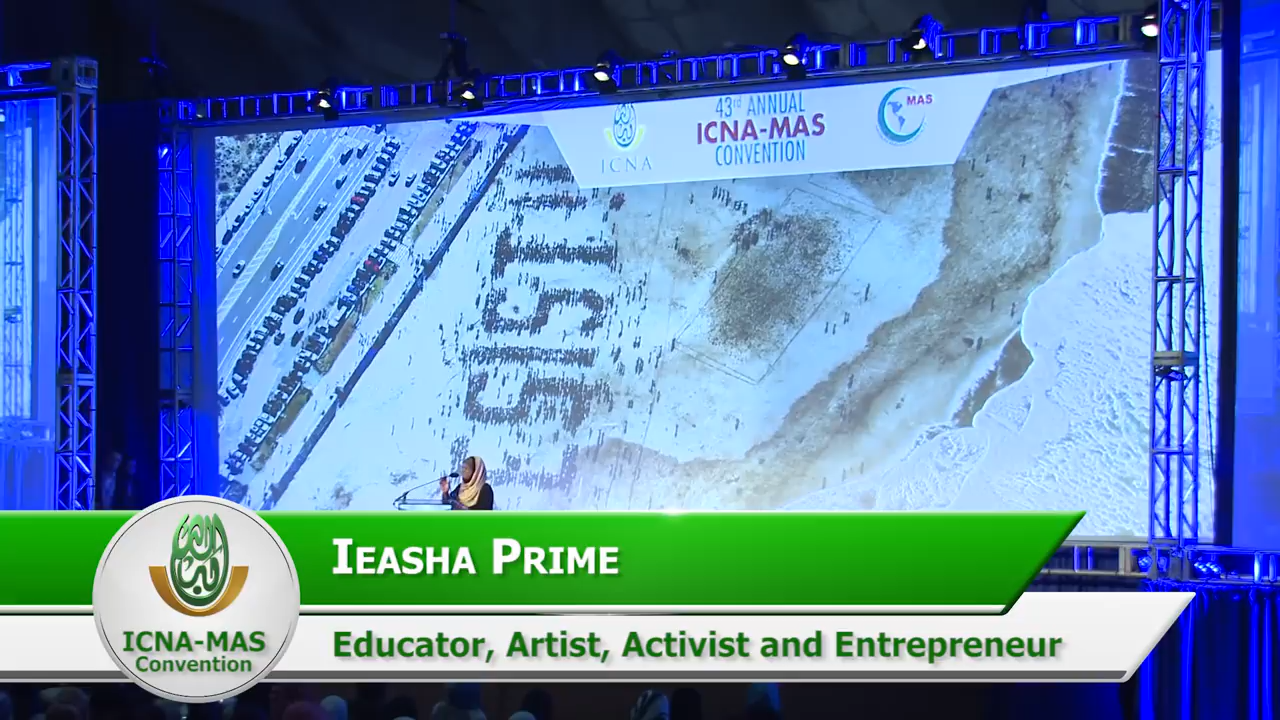 43rd ANNUAL
ICNA-MAS
CONVENTION
ICNA
MAS
IEASHA PRIME
Educator, Artist, Activist and Entrepreneur
ICNA-MAS
Convention